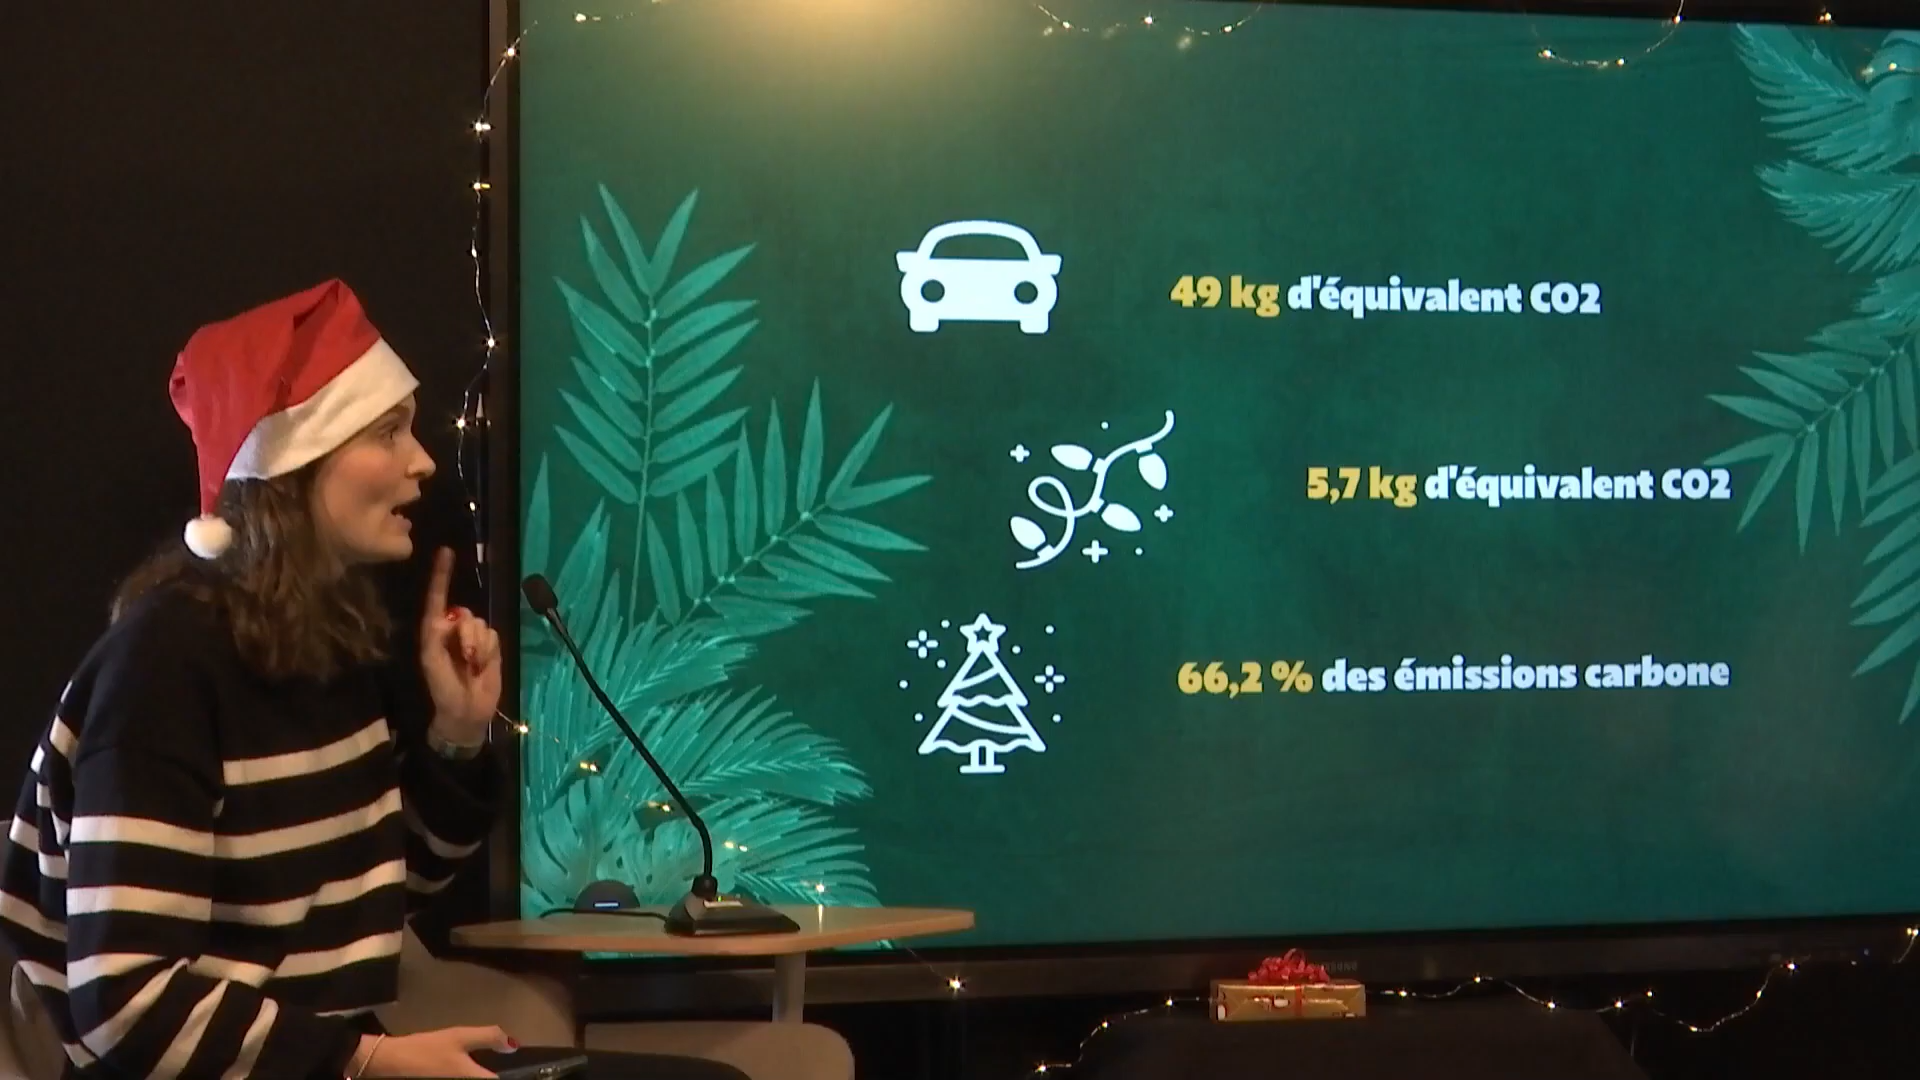 49 kg d'équivalent CO2
5,7 kg d'équivalent CO2
66,2 % des émissions carbone